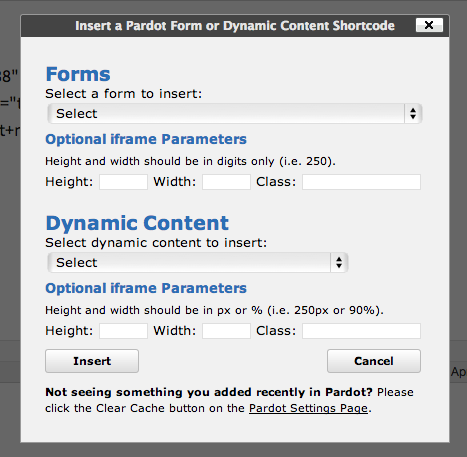 Insert a Pardot Form or Dynamic Content Shortcode
38"
="t
t+r
Forms
Select a form to insert:
Select
Optional iframe Parameters
Height and width should be in digits only (i.e. 250).
Height: Width: Class:
Dynamic Content
Select dynamic content to insert:
Select
Optional iframe Parameters
Height and width should be in px or % (i.e. 250px or 90%).
Height: Width: Class:
Insert Cancel
Ap
Not seeing something you added recently in Pardot? Please
click the Clear Cache button on the Pardot Settings Page.